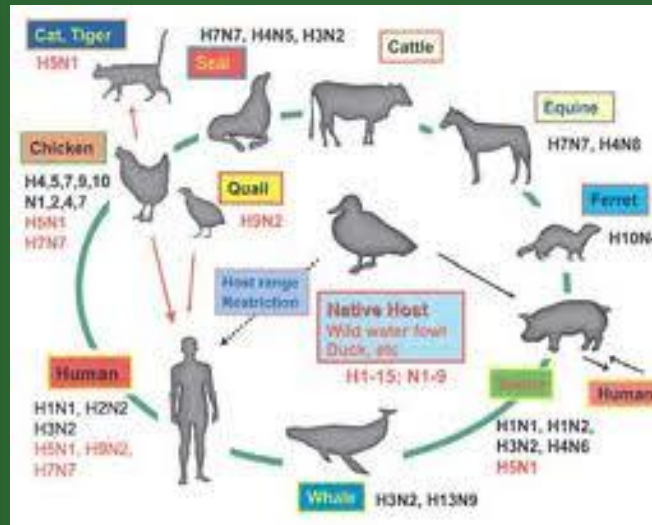 Cat, Tiger
H5N1
H7N7, H4N5, H3N2
Seal
Cattle
Equine
H7N7, H4N8
Chicken
H4,5,7,9,10
N1,2,4,7
H5N1
H7N7
Quail
H9N2
Ferret
H10N4
Host range
Restriction
Native Host
Wild water fowl
Duck, etc
H1-15; N1-9
Human
H1N1, H2N2
H3N2
H5N1, H9N2,
H7N7
Swine
H1N1, H1N2,
H3N2, H4N6
H5N1
Human
Whale
H3N2, H13N9